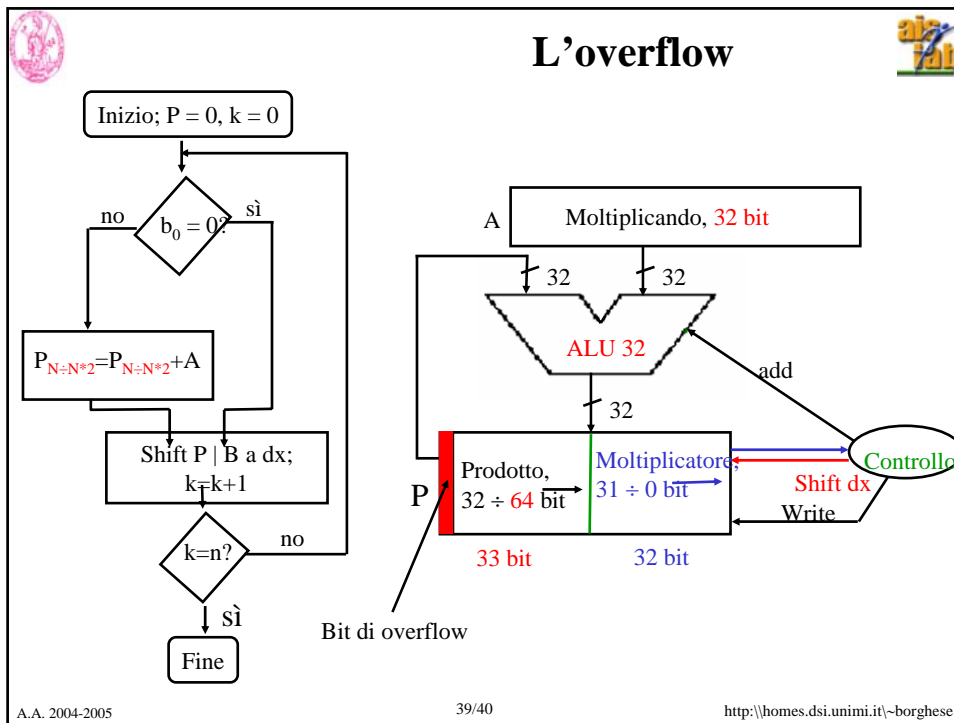 L'overflow
Inizio; P = 0, k = 0
no
b0 = 0?
sì
PN÷N*2=PN÷N*2+A
Shift P | B a dx;
k=k+1
k=n?
no
sì
Fine
A
Moltiplicando, 32 bit
32
32
ALU 32
add
32
P
Prodotto,
32 ÷ 64 bit
Moltiplicatore,
31 ÷ 0 bit
Controllo
Shift dx
Write
33 bit
32 bit
Bit di overflow
A.A. 2004-2005
39/40
http:\\homes.dsi.unimi.it\~borghese